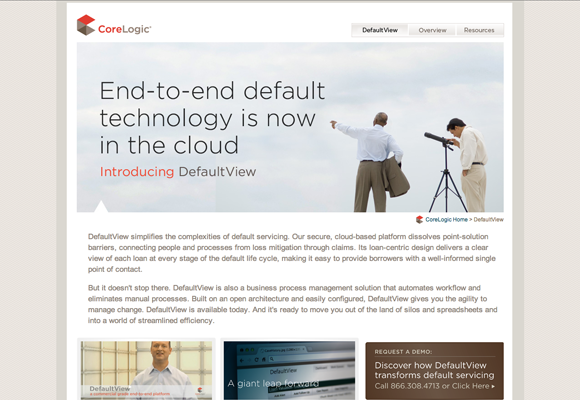 CoreLogic
DefaultView Overview Resources
End-to-end default
technology is now
in the cloud
Introducing DefaultView
CoreLogic Home > DefaultView
DefaultView simplifies the complexities of default servicing. Our secure, cloud-based platform dissolves point-solution
barriers, connecting people and processes from loss mitigation through claims. Its loan-centric design delivers a clear
view of each loan at every stage of the default life cycle, making it easy to provide borrowers with a well-informed single
point of contact.
But it doesn't stop there. DefaultView is also a business process management solution that automates workflow and
eliminates manual processes. Built on an open architecture and easily configured, DefaultView gives you the agility to
manage change. DefaultView is available today. And it's ready to move you out of the land of silos and spreadsheets and
into a world of streamlined efficiency.
DefaultView
a commercial grade end-to-end platform
A giant leap forward
REQUEST A DEMO:
Discover how DefaultView
transforms default servicing
Call 866.308.4713 or Click Here